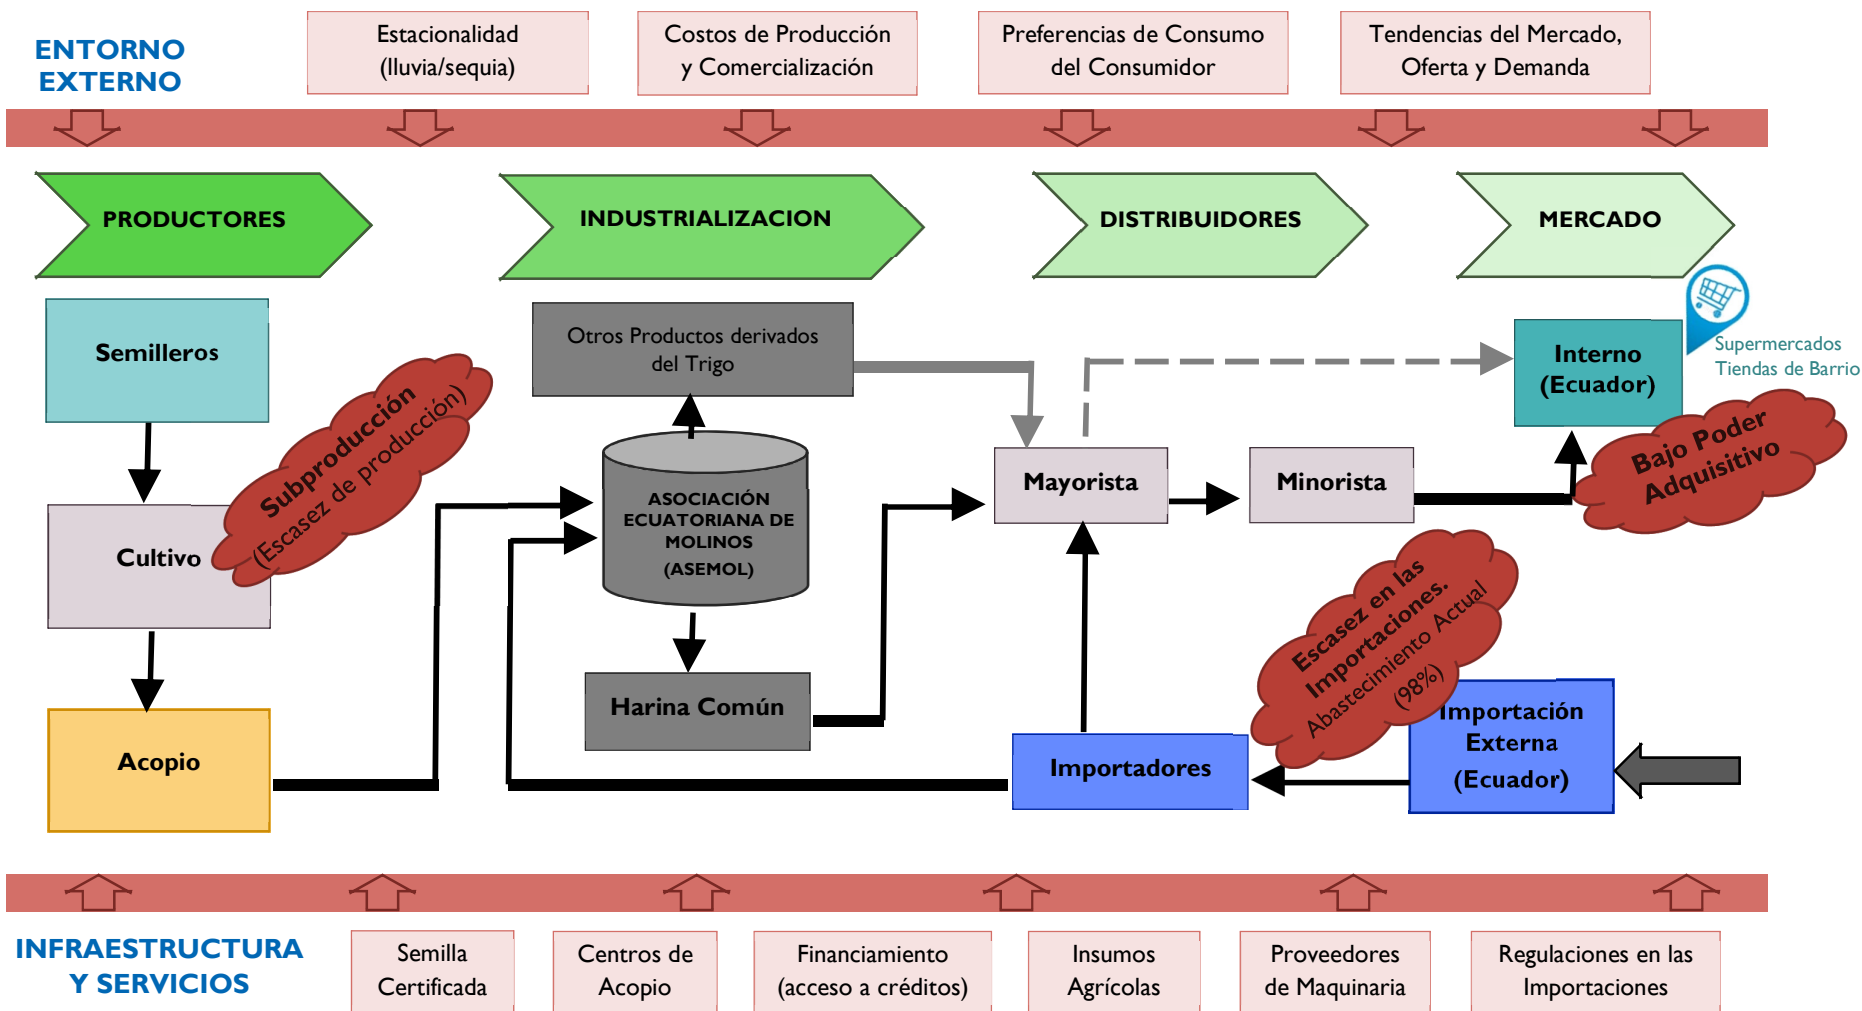 ENTORNO
EXTERNO
Estacionalidad
(lluvia/sequia)
Costos de Producción
y Comercialización
Preferencias de Consumo
del Consumidor
Tendencias del Mercado,
Oferta y Demanda
PRODUCTORES
INDUSTRIALIZACION
DISTRIBUIDORES
MERCADO
Semilleros
Subproducción
(Escasez de producción)
Cultivo
Acopio
Otros Productos derivados
del Trigo
ASOCIACIÓN
ECUATORIANA DE
MOLINOS
(ASEMOL)
Harina Común
Mayorista
Minorista
Interno
(Ecuador)
Supermercados
Tiendas de Barrio
Bajo Poder
Adquisitivo
Escasez en las
Importaciones.
Abastecimiento Actual
(98%)
Importadores
Importación
Externa
(Ecuador)
INFRAESTRUCTURA
Y SERVICIOS
Semilla
Certificada
Centros de
Acopio
Financiamiento
(acceso a créditos)
Insumos
Agrícolas
Proveedores
de Maquinaria
Regulaciones en las
Importaciones